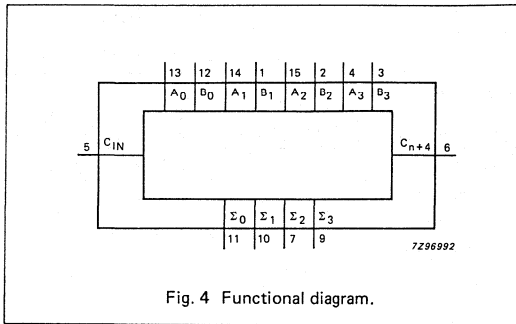 13 12 14 1 15 2 4 3
A0 B0 A1 B1 A2 B2 A3 B3
5 CIN Cn+4 6
Σ0 Σ1 Σ2 Σ3
11 10 7 9
7Z96992
Fig. 4 Functional diagram.